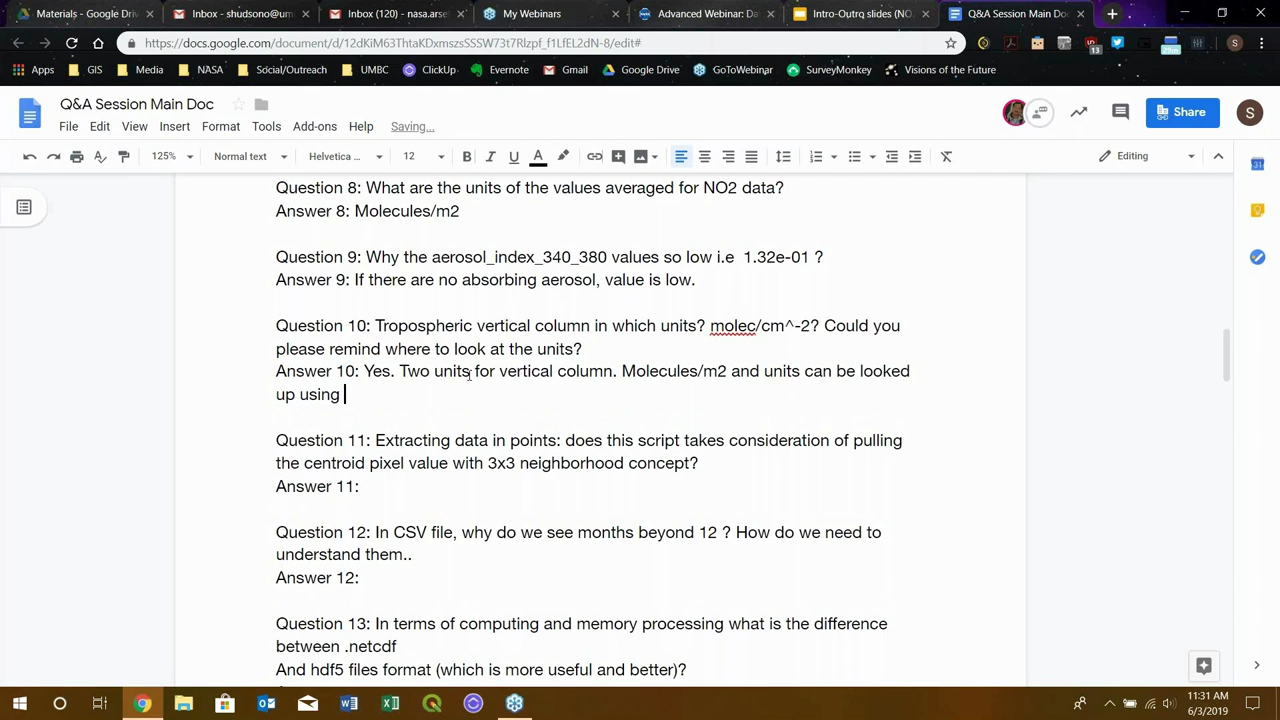 Materials - Google Drive
Inbox - shudsmo@um
Inbox (120) - nasa.arse
My Webinars
Advanced Webinar: Da
Intro-Outro slides (NO
Q&A Session Main Doc
https://docs.google.com/document/d/12dKiM63ThtaKDxmszsSSSW73t7Rlzpf_f1LfEL2dN-8/edit#
Apps
GIS
Media
NASA
Social/Outreach
UMBC
ClickUp
Evernote
Gmail
Google Drive
GoToWebinar
SurveyMonkey
Visions of the Earth
13
29m
S
Q&A Session Main Doc
File Edit View Insert Format Tools Add-ons Help Saving...
Share
S
125% Normal text Helvetica ... 12 B I U A
Editing
31
Question 8: What are the units of the values averaged for NO2 data?
Answer 8: Molecules/m2
Question 9: Why the aerosol_index_340_380 values so low i.e 1.32e-01 ?
Answer 9: If there are no absorbing aerosol, value is low.
Question 10: Tropospheric vertical column in which units? molec/cm^-2? Could you
please remind where to look at the units?
Answer 10: Yes. Two units for vertical column. Molecules/m2 and units can be looked
up using
Question 11: Extracting data in points: does this script takes consideration of pulling
the centroid pixel value with 3x3 neighborhood concept?
Answer 11:
Question 12: In CSV file, why do we see months beyond 12 ? How do we need to
understand them..
Answer 12:
Question 13: In terms of computing and memory processing what is the difference
between .netcdf
And hdf5 files format (which is more useful and better)?
11:31 AM
6/3/2019